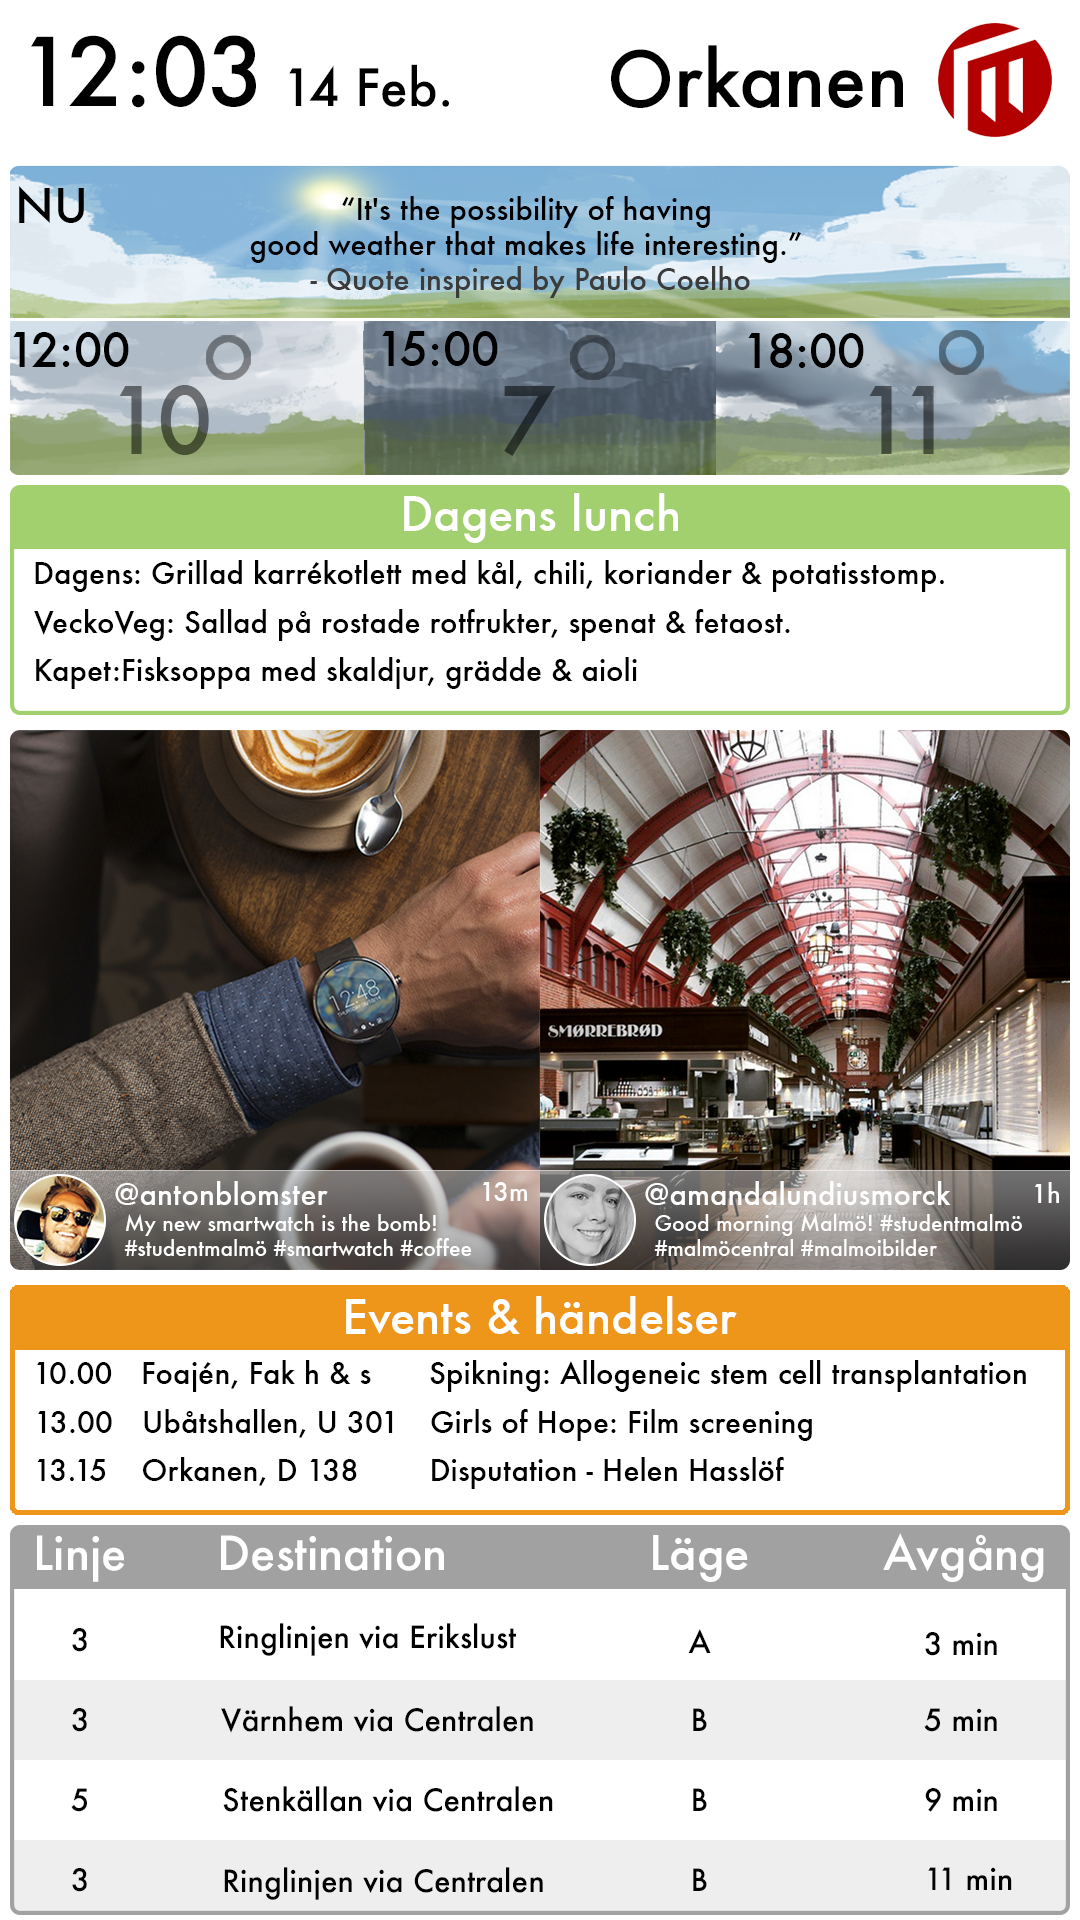 12:03 14 Feb. Orkanen
NU
“It's the possibility of having
good weather that makes life interesting.”
- Quote inspired by Paulo Coelho
12:00 15:00 18:00
10 7 11
Dagens lunch
Dagens: Grillad karrékotlett med kål, chili, koriander & potatisstomp.
VeckoVeg: Sallad på rostade rotfrukter, spenat & fetaost.
Kapet:Fisksoppa med skaldjur, grädde & aioli
12:48
SMØRREBRØD
@antonblomster 13m
My new smartwatch is the bomb!
#studentmalmö #smartwatch #coffee
@amandalundiusmorck 1h
Good morning Malmö! #studentmalmö
#malmöcentral #malmoibilder
Events & händelser
10.00 Foajén, Fak h & s Spikning: Allogeneic stem cell transplantation
13.00 Ubåtshallen, U 301 Girls of Hope: Film screening
13.15 Orkanen, D 138 Disputation - Helen Hasslöf
Linje Destination Läge Avgång
3 Ringlinjen via Erikslust A 3 min
3 Värnhem via Centralen B 5 min
5 Stenkällan via Centralen B 9 min
3 Ringlinjen via Centralen B 11 min